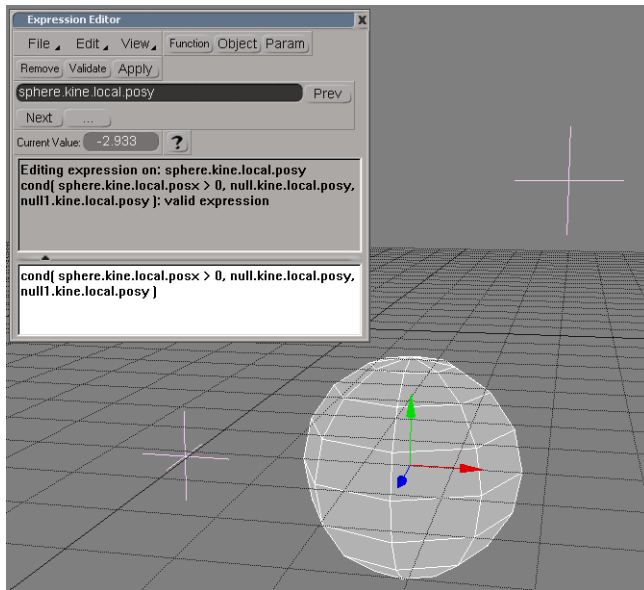 Expression Editor
x
File Edit View Function Object Param
Remove Validate Apply
sphere.kine.local.posy Prev
Next ...
Current Value: -2.933 ?
Editing expression on: sphere.kine.local.posy
cond( sphere.kine.local.posx > 0, null.kine.local.posy,
null1.kine.local.posy ): valid expression
cond( sphere.kine.local.posx > 0, null.kine.local.posy,
null1.kine.local.posy )